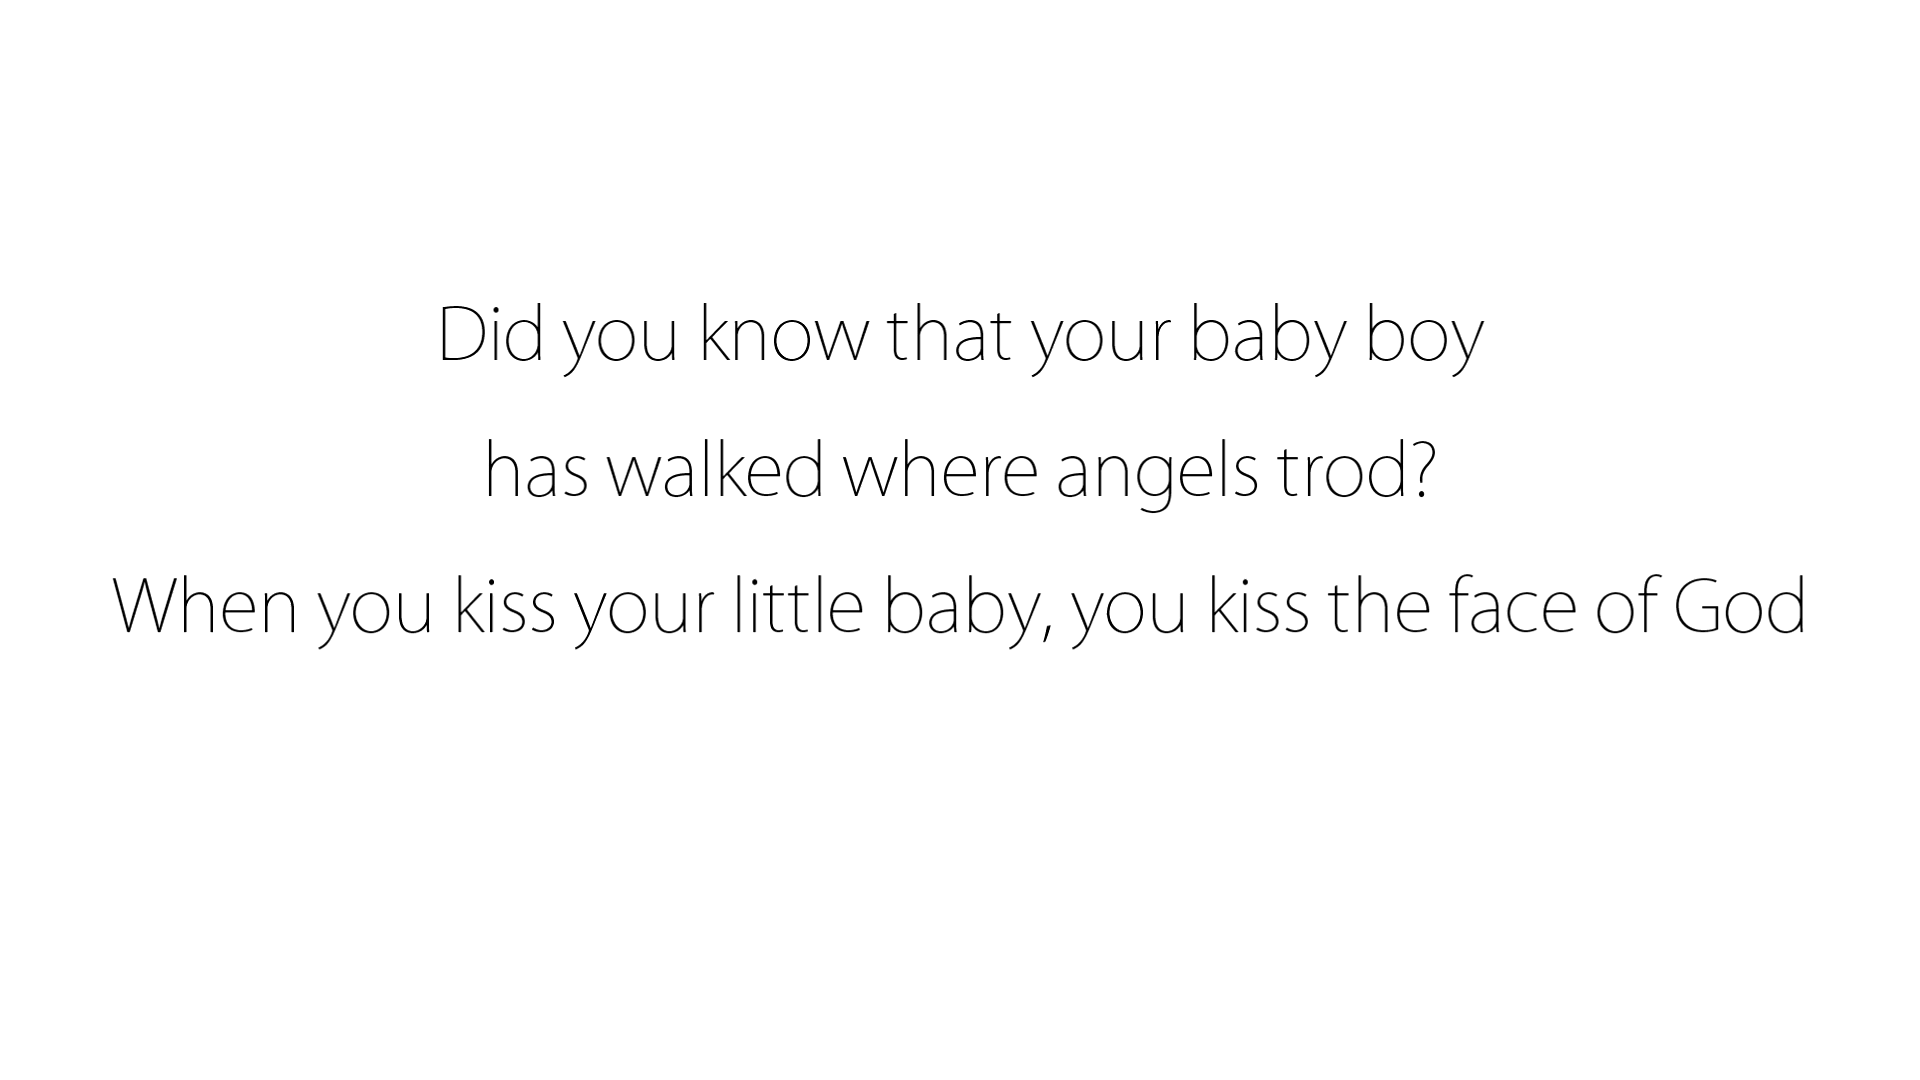 Did you know that your baby boy
has walked where angels trod?
When you kiss your little baby, you kiss the face of God